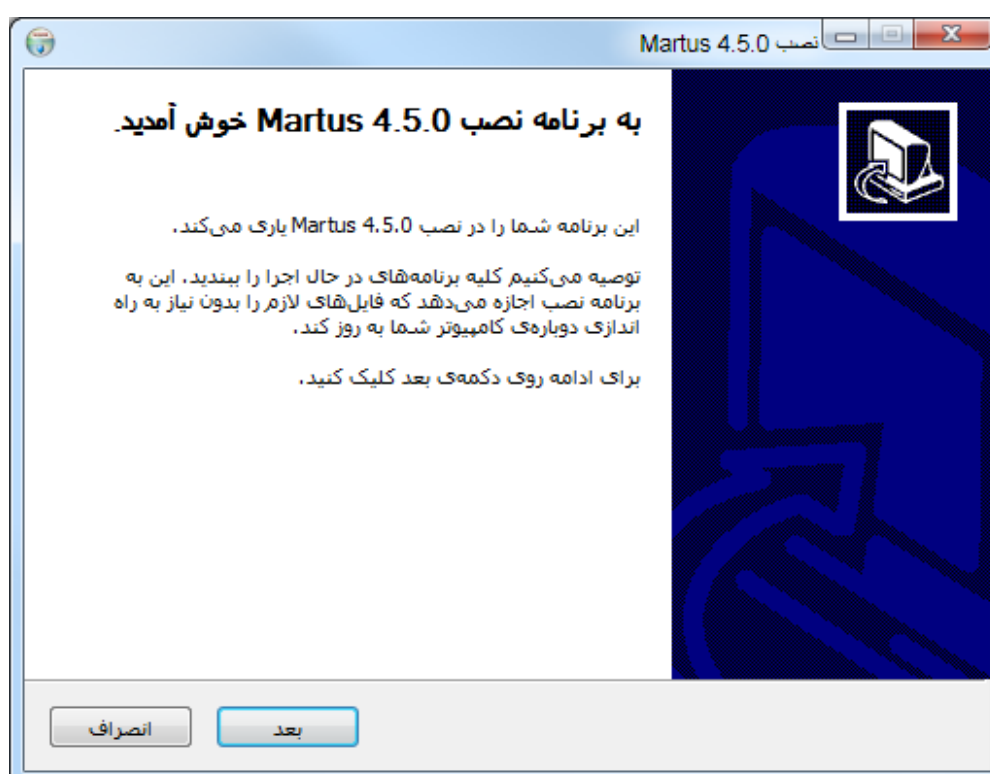 نصب Martus 4.5.0
به برنامه نصب Martus 4.5.0 خوش آمدید.
این برنامه شما را در نصب Martus 4.5.0 یاری می‌کند.
توصیه می‌کنیم کلیه برنامه‌های در حال اجرا را ببندید. این به
برنامه نصب اجازه می‌دهد که فایل‌های لازم را بدون نیاز به راه
اندازی دوباره‌ی کامپیوتر شما به روز کند.
برای ادامه روی دکمه‌ی بعد کلیک کنید.
بعد
انصراف